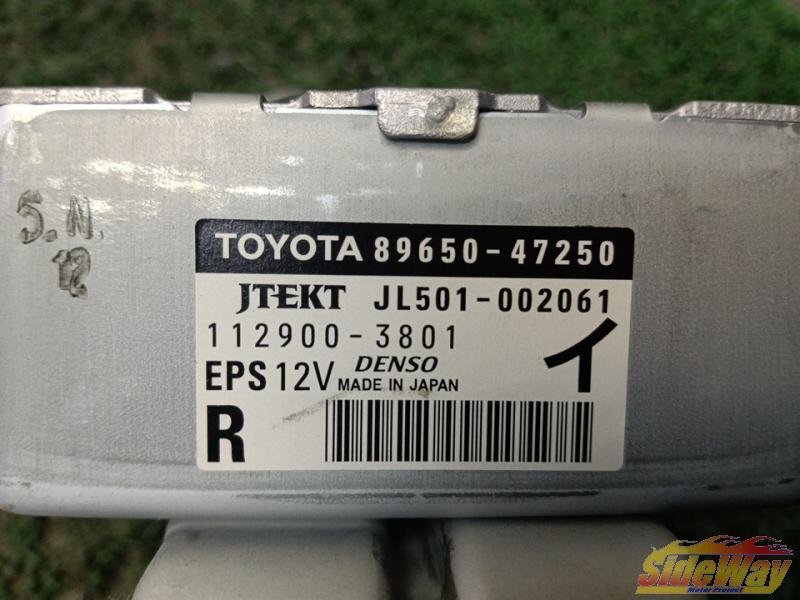 S.N.
12
TOYOTA 89650-47250
JTEKT JL501-002061
112900-3801
イ
EPS 12V DENSO MADE IN JAPAN
R
SideWay
Motor Project